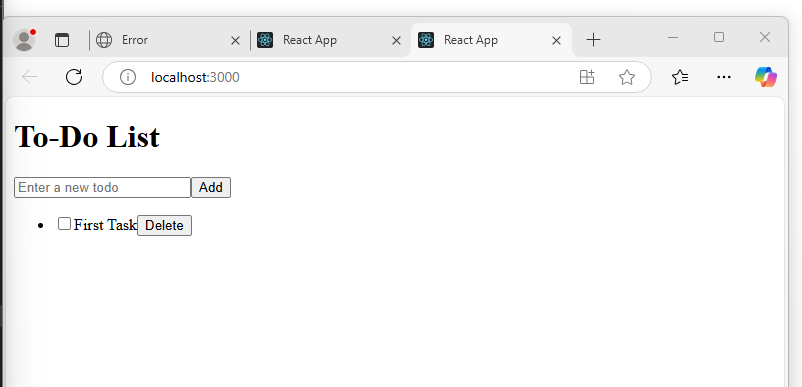 Error
React App
React App
localhost:3000
To-Do List
Enter a new todo
Add
First Task
Delete